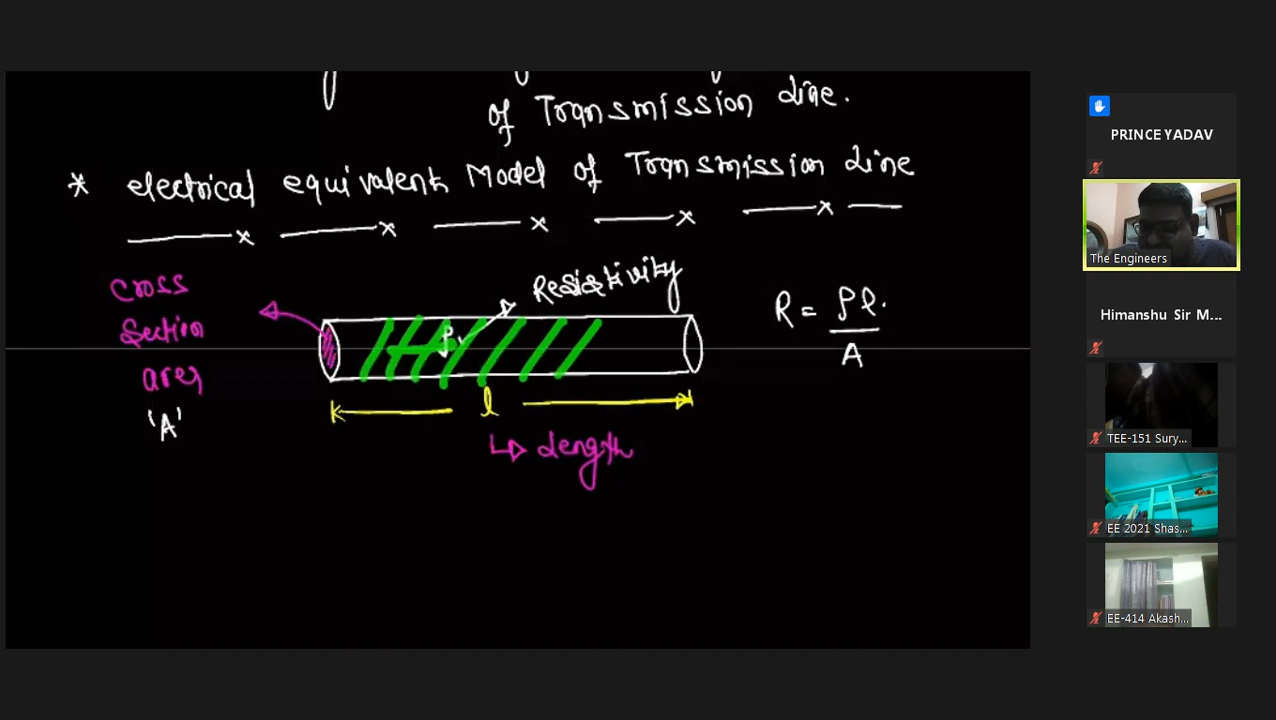 of Transmission Line.
* electrical equivalent Model of Transmission Line
Cross
Section
area
'A'
Resistivity
ρ
R = ρl
A
l
Length
PRINCE YADAV
The Engineers
Himanshu Sir M...
TEE-151 Sury...
EE 2021 Shas...
EE-414 Akash...